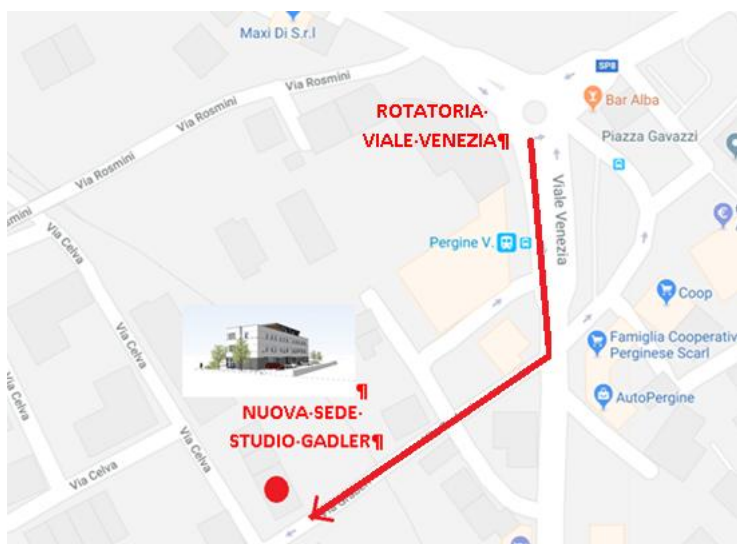 Maxi Di S.r.l
SP8
Via Rosmini
Bar Alba
ROTATORIA·
VIALE·VENEZIA¶
Via Rosmini
Piazza Gavazzi
Via Rosmini
Viale Venezia
Via Celva
Pergine V.
Coop
Via Celva
Famiglia Cooperativ
Perginese Scarl
¶
AutoPergine
NUOVA·SEDE·
STUDIO·GADLER¶
Via Celva
Via Celva
Via Celva